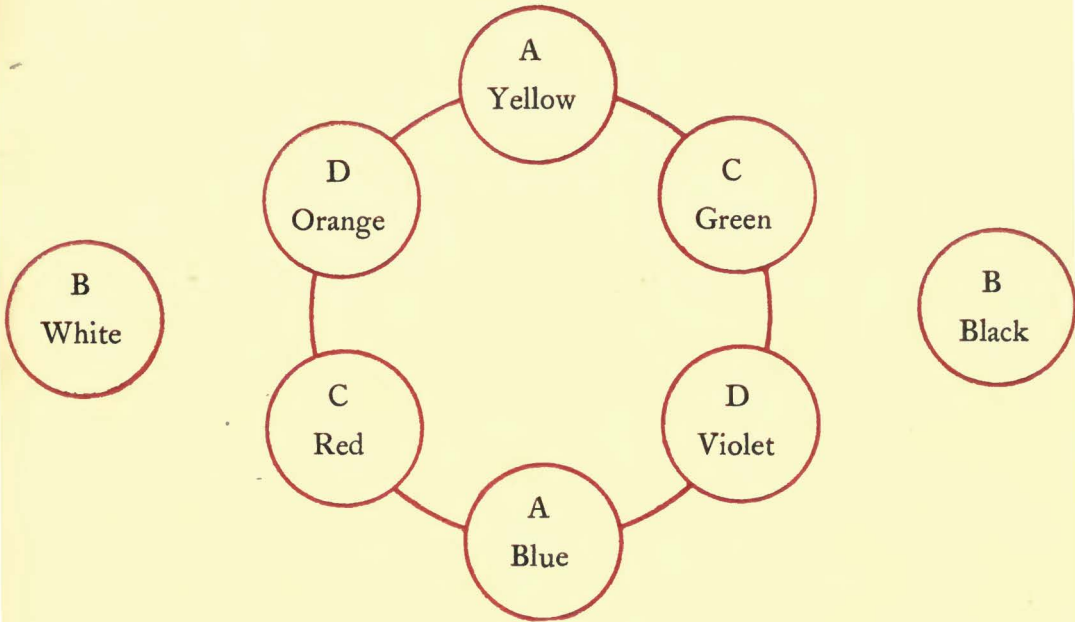 A
Yellow
D
Orange
C
Green
B
White
B
Black
C
Red
D
Violet
A
Blue